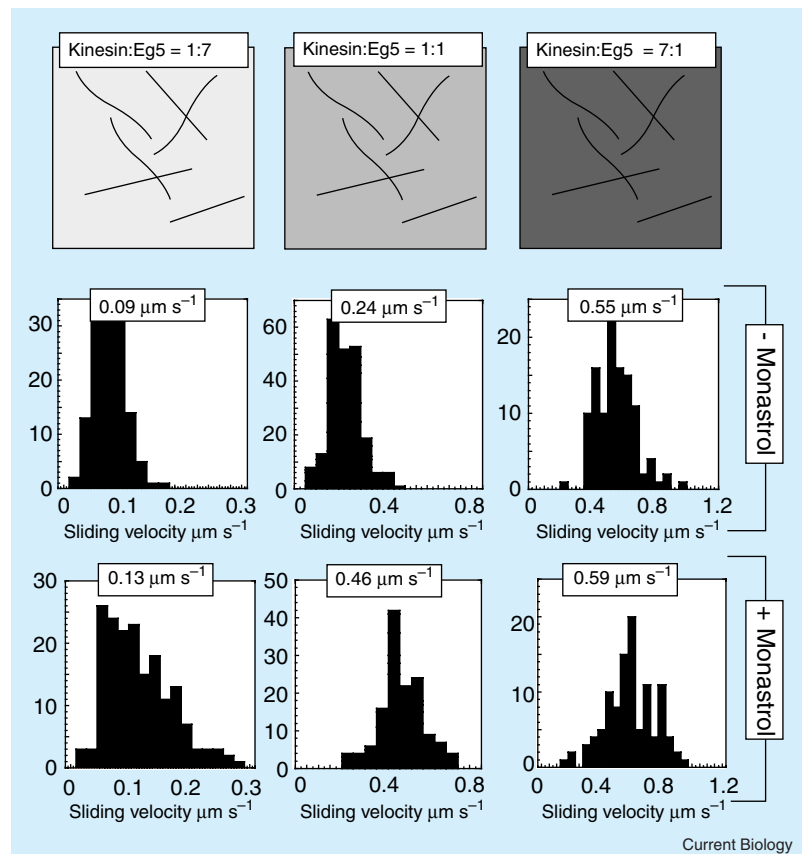 Kinesin:Eg5 = 1:7
Kinesin:Eg5 = 1:1
Kinesin:Eg5 = 7:1
0.09 μm s⁻¹
0.24 μm s⁻¹
0.55 μm s⁻¹
30
20
10
0
0 0.1 0.3
Sliding velocity μm s⁻¹
60
40
20
0
0 0.4 0.8
Sliding velocity μm s⁻¹
20
10
0
0 0.4 0.8 1.2
Sliding velocity μm s⁻¹
- Monastrol
0.13 μm s⁻¹
0.46 μm s⁻¹
0.59 μm s⁻¹
30
20
10
0
0 0.1 0.3
Sliding velocity μm s⁻¹
50
40
30
20
10
0
0 0.4 0.8
Sliding velocity μm s⁻¹
20
10
0
0 0.4 0.8 1.2
Sliding velocity μm s⁻¹
+ Monastrol
Current Biology